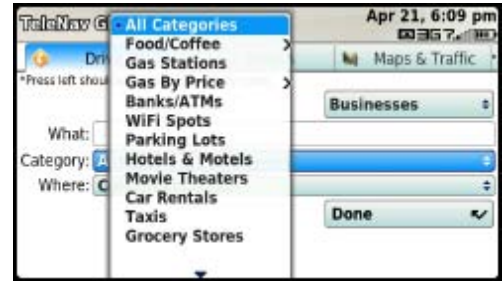 TeleNav G
Apr 21, 6:09 pm
3G
Dri
Maps & Traffic
*Press left shou
All Categories
Food/Coffee
Gas Stations
Gas By Price
Banks/ATMs
WiFi Spots
Parking Lots
Hotels & Motels
Movie Theaters
Car Rentals
Taxis
Grocery Stores
Businesses
What:
Category: A
Where: C
Done